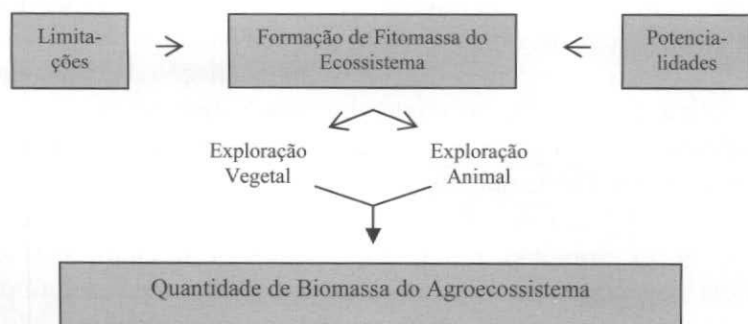 Limita-
ções
Formação de Fitomassa do
Ecossistema
Potencia-
lidades
Exploração
Vegetal
Exploração
Animal
Quantidade de Biomassa do Agroecossistema